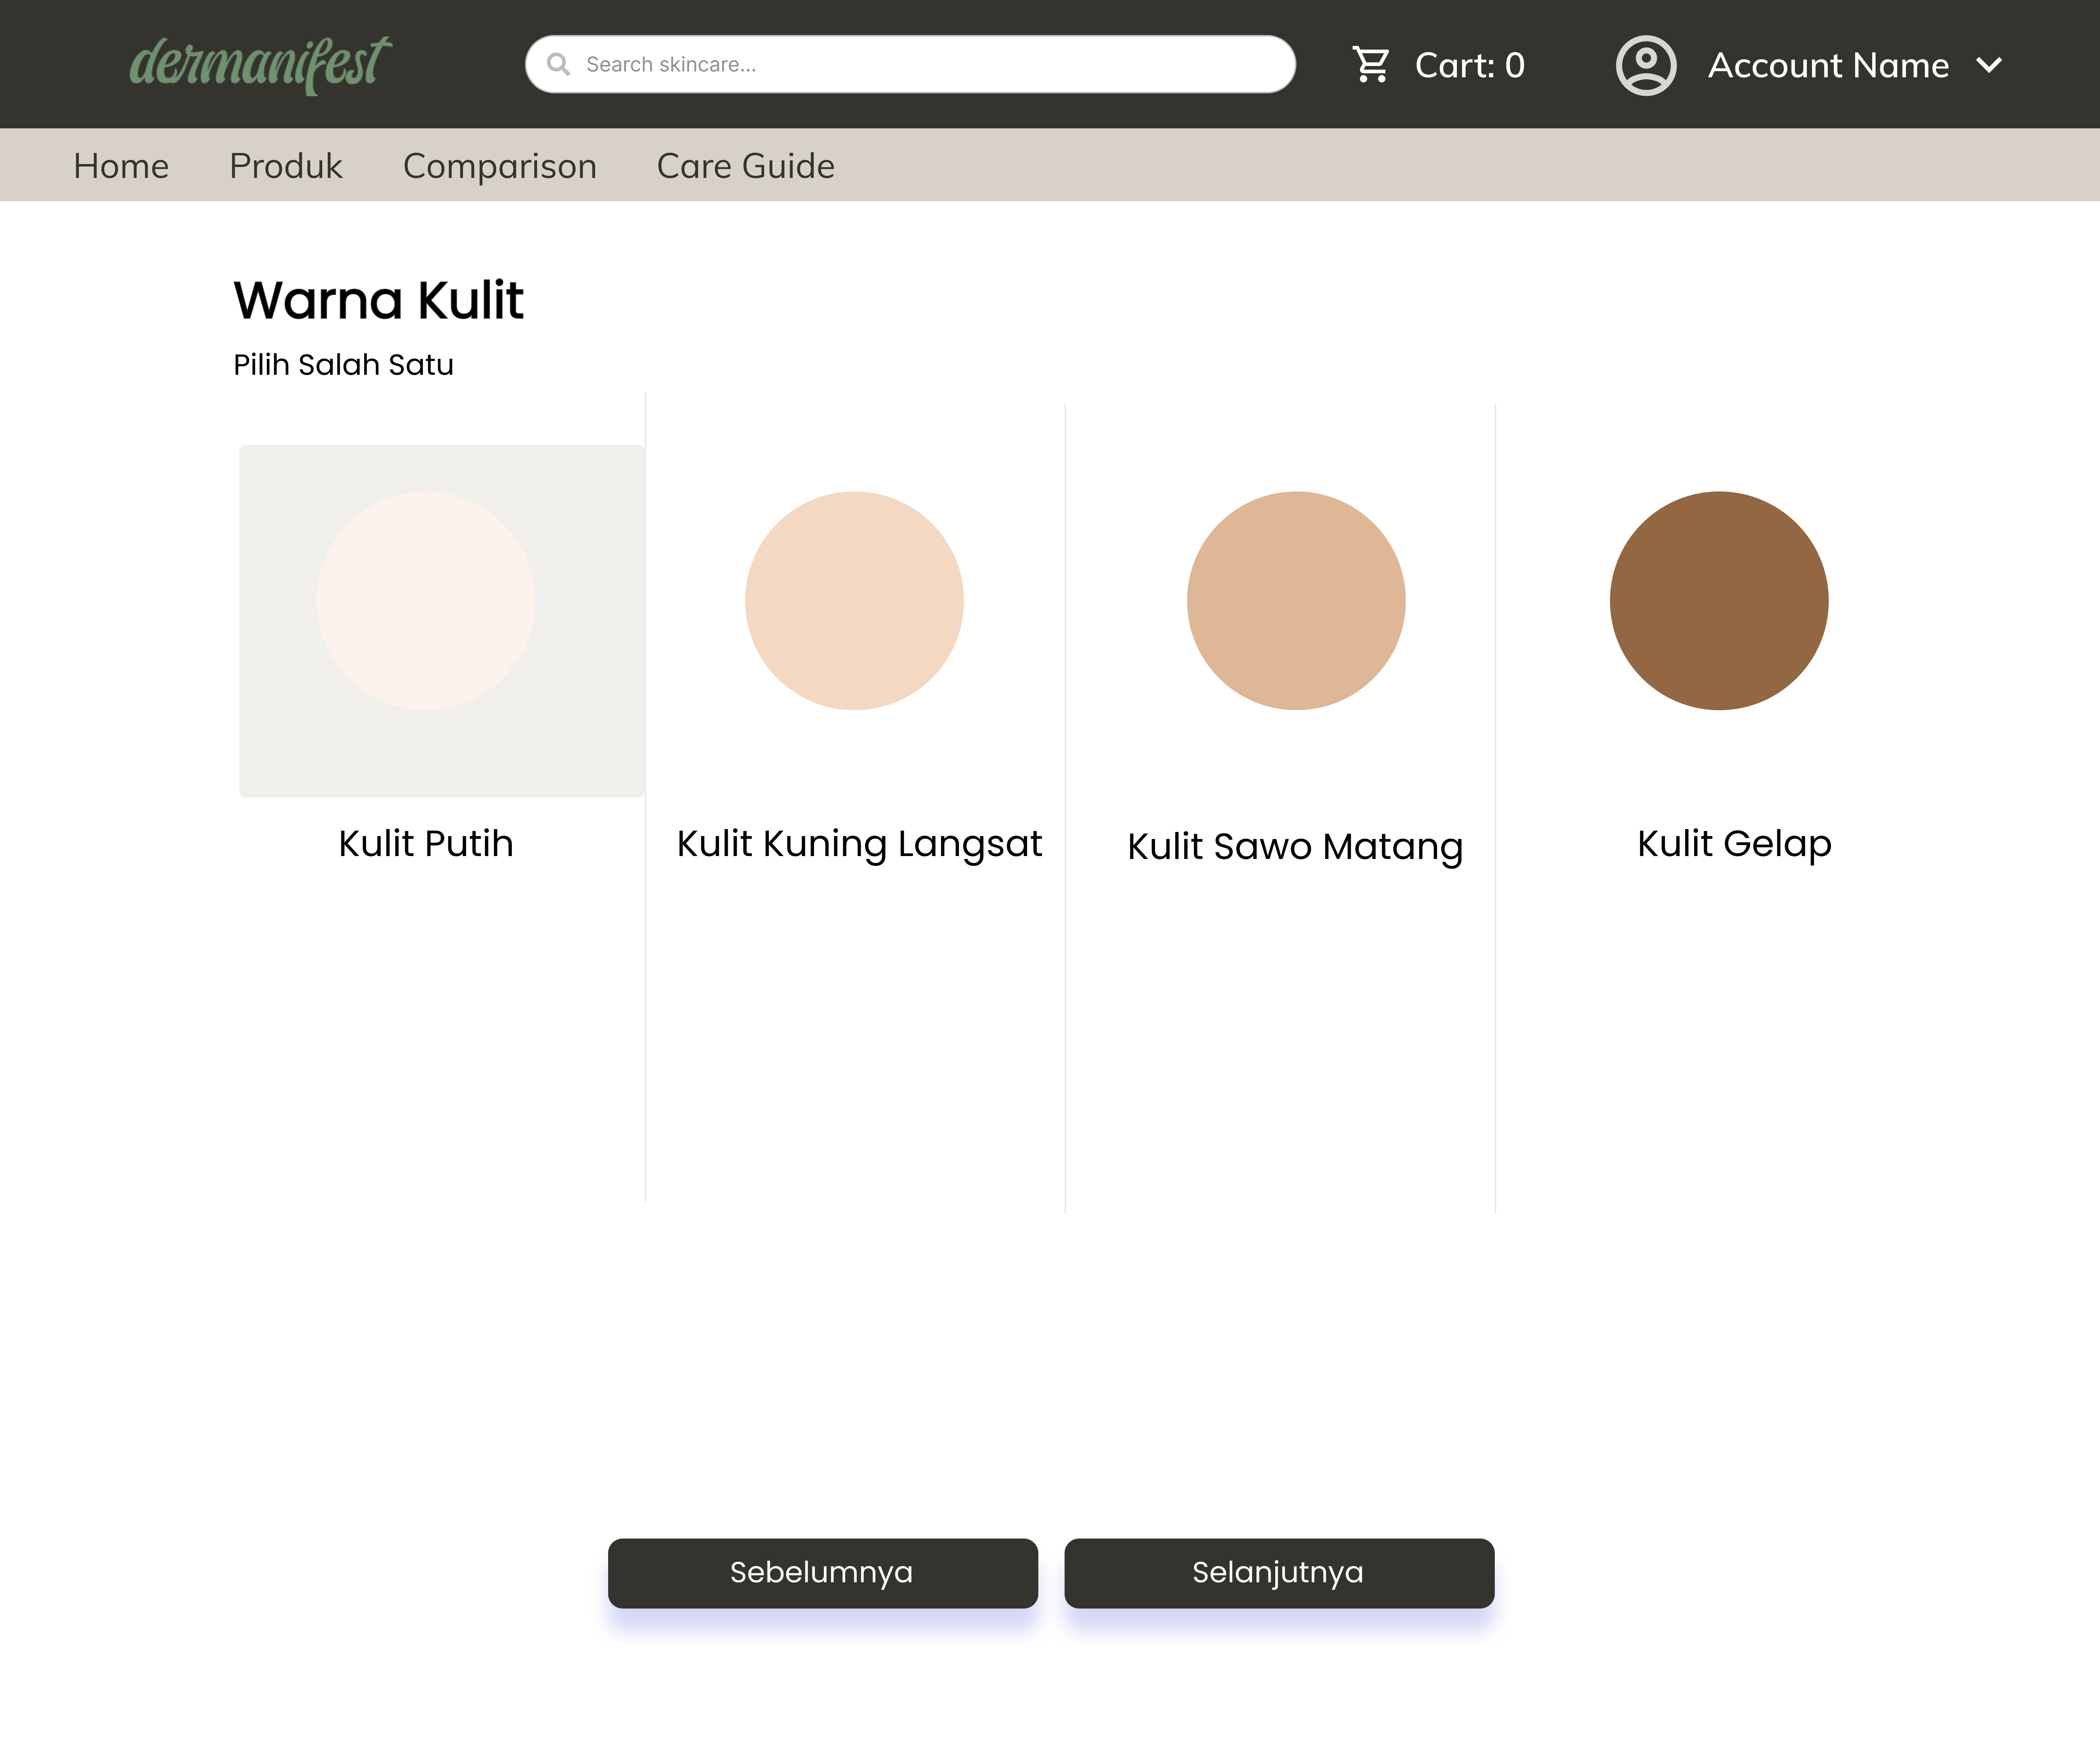 dermanifest
Search skincare...
Cart: 0
Account Name
Home Produk Comparison Care Guide
Warna Kulit
Pilih Salah Satu
Kulit Putih
Kulit Kuning Langsat
Kulit Sawo Matang
Kulit Gelap
Sebelumnya
Selanjutnya